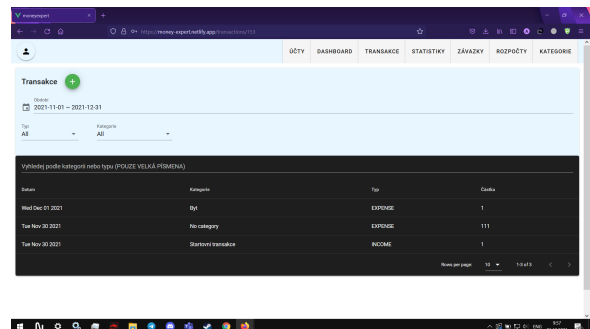 moneyexpert
https://money-expert.netlify.app/transactions/113
ÚČTY DASHBOARD TRANSAKCE STATISTIKY ZÁVAZKY ROZPOČTY KATEGORIE
Transakce
Období
2021-11-01 ~ 2021-12-31
Typ Kategorie
All All
Vyhledej podle kategorií nebo typu (POUZE VELKÁ PÍSMENA)
Datum Kategorie Typ Částka
Wed Dec 01 2021 Byt EXPENSE 1
Tue Nov 30 2021 No category EXPENSE 111
Tue Nov 30 2021 Startovní transakce INCOME 1
Rows per page: 10 1-3 of 3
ENG 9:57